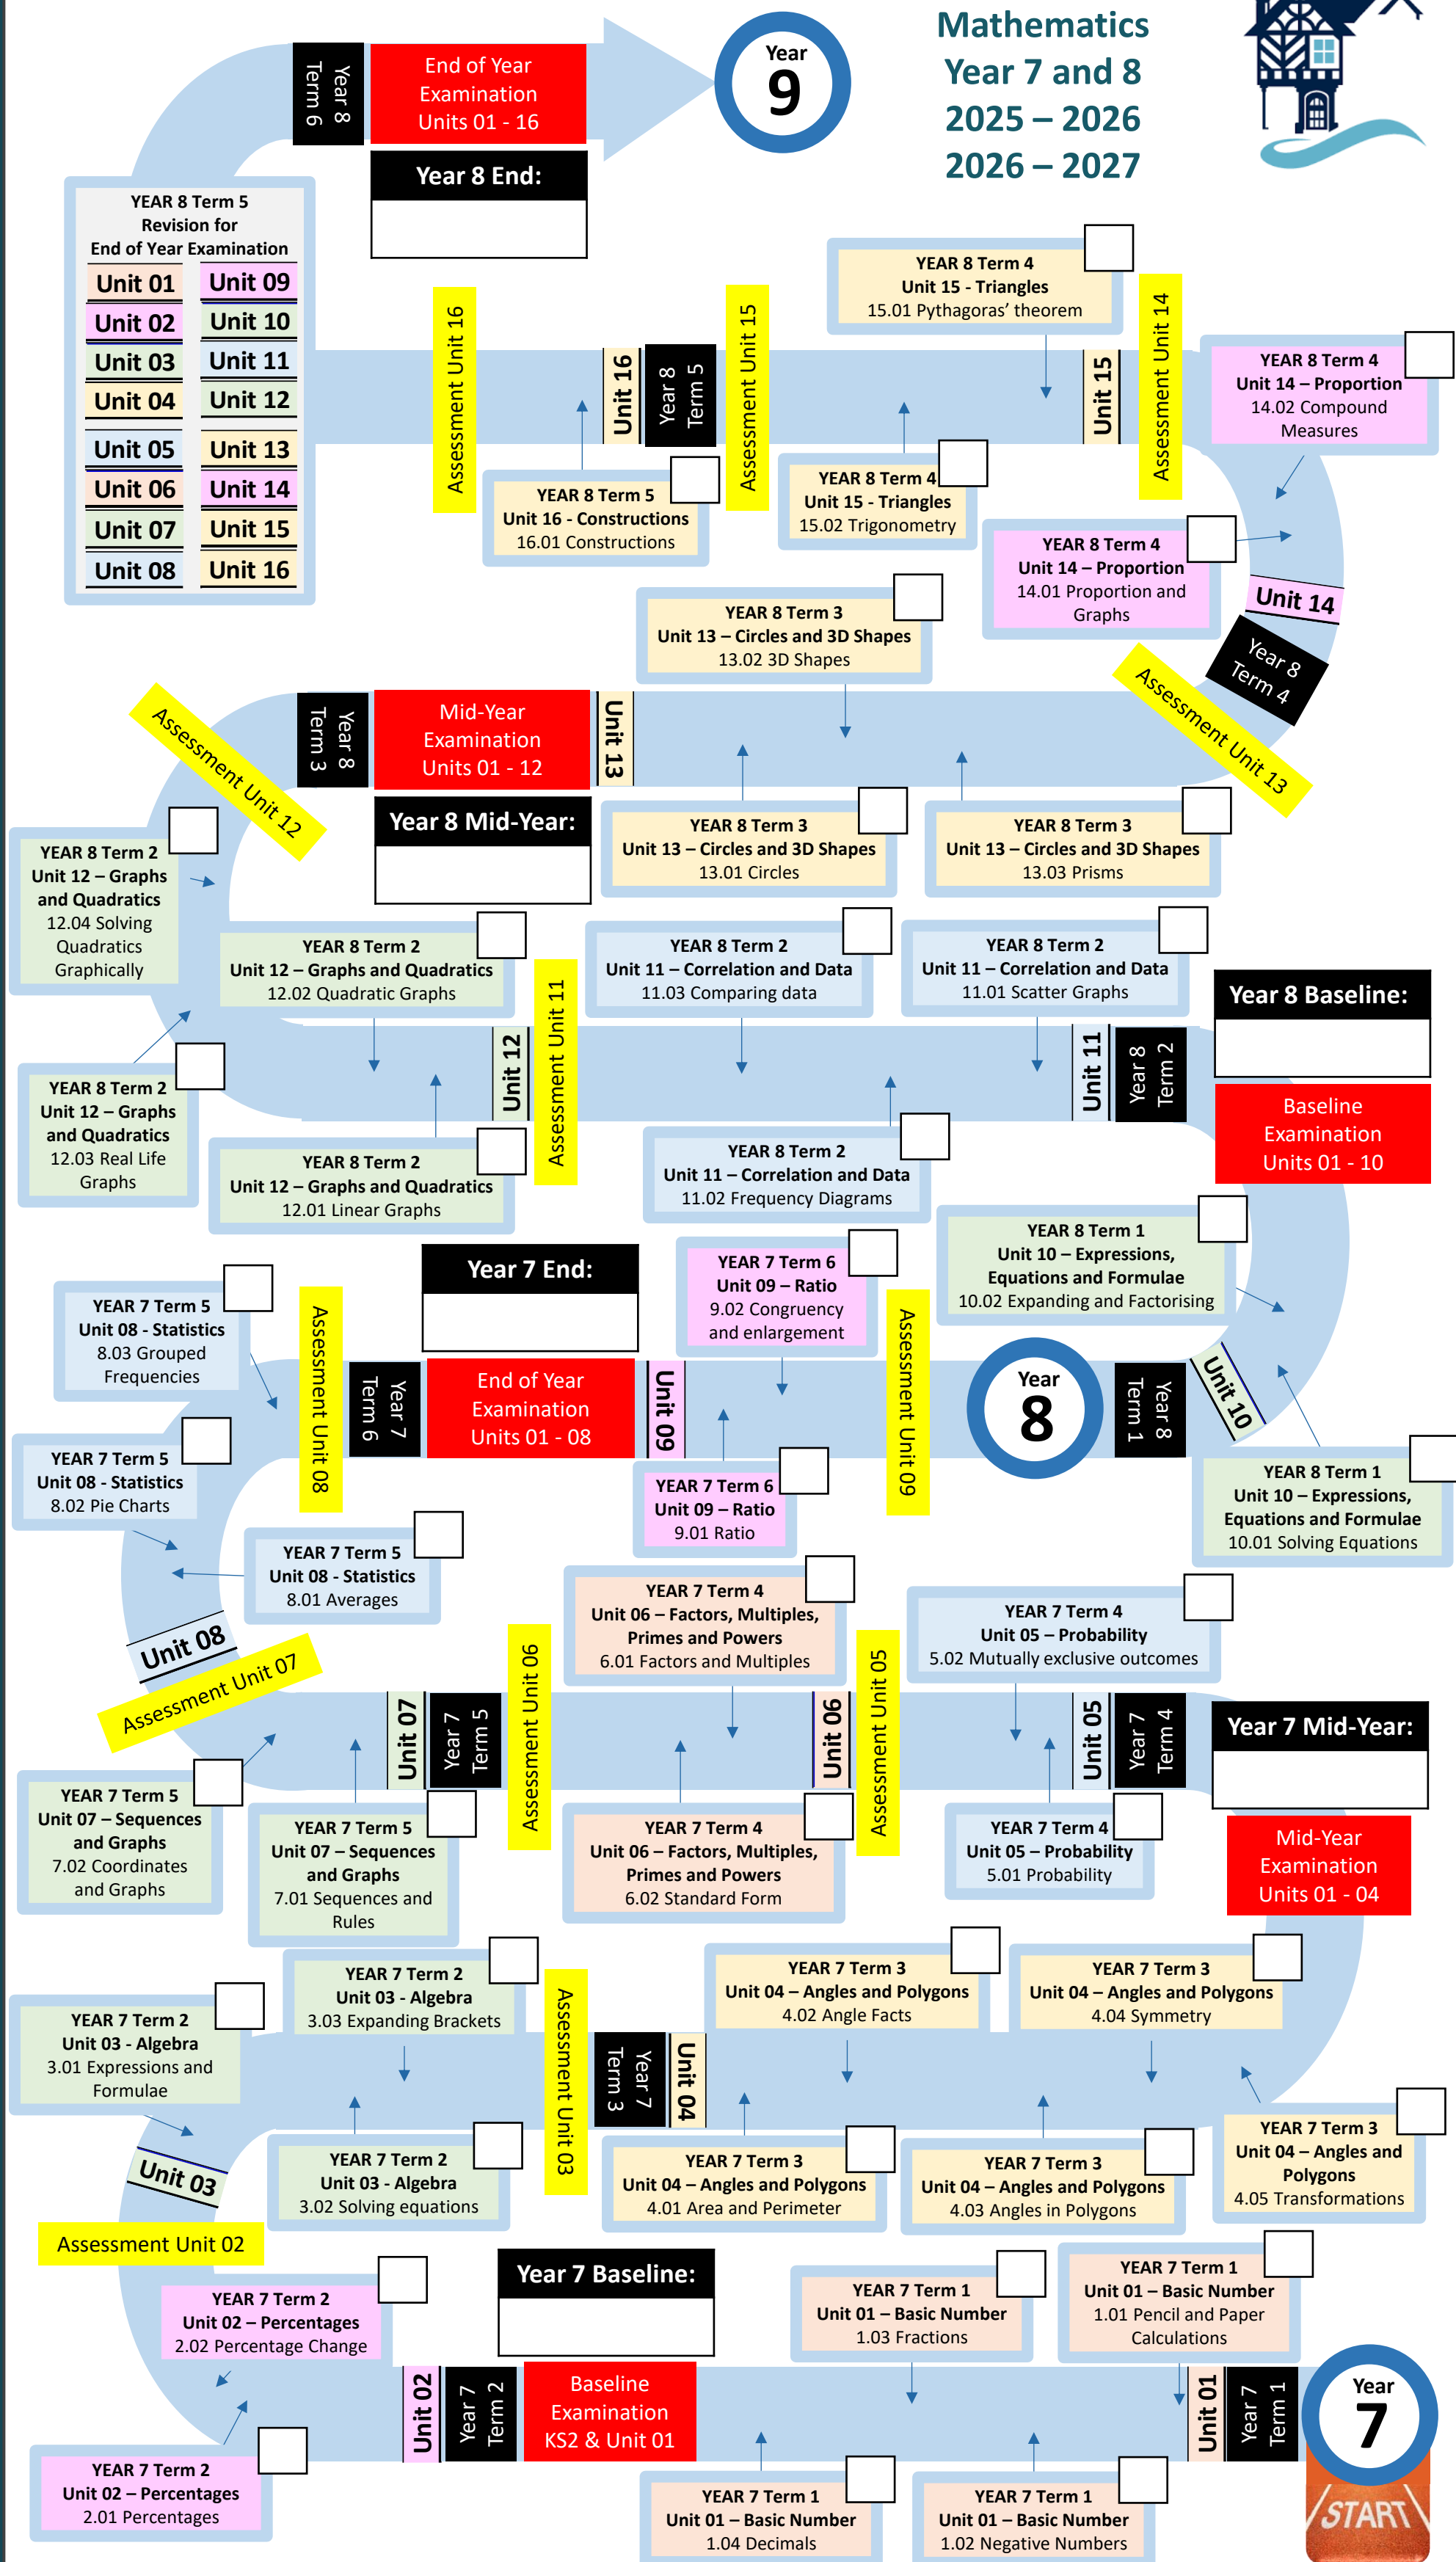 Mathematics
Year 7 and 8
2025 – 2026
2026 – 2027
Year
9
End of Year
Examination
Units 01 - 16
Year 8
Term 6
Year 8 End:
YEAR 8 Term 5
Revision for
End of Year Examination
Unit 01
Unit 09
Unit 02
Unit 10
Unit 03
Unit 11
Unit 04
Unit 12
Unit 05
Unit 13
Unit 06
Unit 14
Unit 07
Unit 15
Unit 08
Unit 16
Assessment Unit 16
Unit 16
Year 8
Term 5
Assessment Unit 15
YEAR 8 Term 4
Unit 15 - Triangles
15.01 Pythagoras’ theorem
Unit 15
Assessment Unit 14
YEAR 8 Term 4
Unit 14 – Proportion
14.02 Compound
Measures
YEAR 8 Term 5
Unit 16 - Constructions
16.01 Constructions
YEAR 8 Term 4
Unit 15 - Triangles
15.02 Trigonometry
YEAR 8 Term 4
Unit 14 – Proportion
14.01 Proportion and
Graphs
Unit 14
Year 8
Term 4
Assessment Unit 13
YEAR 8 Term 3
Unit 13 – Circles and 3D Shapes
13.02 3D Shapes
Assessment Unit 12
Year 8
Term 3
Mid-Year
Examination
Units 01 - 12
Unit 13
Year 8 Mid-Year:
YEAR 8 Term 3
Unit 13 – Circles and 3D Shapes
13.01 Circles
YEAR 8 Term 3
Unit 13 – Circles and 3D Shapes
13.03 Prisms
YEAR 8 Term 2
Unit 12 – Graphs
and Quadratics
12.04 Solving
Quadratics
Graphically
YEAR 8 Term 2
Unit 12 – Graphs and Quadratics
12.02 Quadratic Graphs
Assessment Unit 11
YEAR 8 Term 2
Unit 11 – Correlation and Data
11.03 Comparing data
YEAR 8 Term 2
Unit 11 – Correlation and Data
11.01 Scatter Graphs
Year 8 Baseline:
Unit 12
Unit 11
Year 8
Term 2
Baseline
Examination
Units 01 - 10
YEAR 8 Term 2
Unit 12 – Graphs
and Quadratics
12.03 Real Life
Graphs
YEAR 8 Term 2
Unit 12 – Graphs and Quadratics
12.01 Linear Graphs
YEAR 8 Term 2
Unit 11 – Correlation and Data
11.02 Frequency Diagrams
YEAR 8 Term 1
Unit 10 – Expressions,
Equations and Formulae
10.02 Expanding and Factorising
Year 7 End:
YEAR 7 Term 6
Unit 09 – Ratio
9.02 Congruency
and enlargement
YEAR 7 Term 5
Unit 08 - Statistics
8.03 Grouped
Frequencies
Assessment Unit 08
Year 7
Term 6
End of Year
Examination
Units 01 - 08
Unit 09
Assessment Unit 09
Year
8
Year 8
Term 1
Unit 10
YEAR 7 Term 5
Unit 08 - Statistics
8.02 Pie Charts
YEAR 7 Term 6
Unit 09 – Ratio
9.01 Ratio
YEAR 8 Term 1
Unit 10 – Expressions,
Equations and Formulae
10.01 Solving Equations
YEAR 7 Term 5
Unit 08 - Statistics
8.01 Averages
Unit 08
Assessment Unit 07
YEAR 7 Term 4
Unit 06 – Factors, Multiples,
Primes and Powers
6.01 Factors and Multiples
YEAR 7 Term 4
Unit 05 – Probability
5.02 Mutually exclusive outcomes
Unit 07
Year 7
Term 5
Assessment Unit 06
Unit 06
Assessment Unit 05
Unit 05
Year 7
Term 4
Year 7 Mid-Year:
Mid-Year
Examination
Units 01 - 04
YEAR 7 Term 5
Unit 07 – Sequences
and Graphs
7.02 Coordinates
and Graphs
YEAR 7 Term 5
Unit 07 – Sequences
and Graphs
7.01 Sequences and
Rules
YEAR 7 Term 4
Unit 06 – Factors, Multiples,
Primes and Powers
6.02 Standard Form
YEAR 7 Term 4
Unit 05 – Probability
5.01 Probability
YEAR 7 Term 2
Unit 03 - Algebra
3.01 Expressions and
Formulae
YEAR 7 Term 2
Unit 03 - Algebra
3.03 Expanding Brackets
Assessment Unit 03
Year 7
Term 3
Unit 04
YEAR 7 Term 3
Unit 04 – Angles and Polygons
4.02 Angle Facts
YEAR 7 Term 3
Unit 04 – Angles and Polygons
4.04 Symmetry
Unit 03
YEAR 7 Term 2
Unit 03 - Algebra
3.02 Solving equations
YEAR 7 Term 3
Unit 04 – Angles and Polygons
4.01 Area and Perimeter
YEAR 7 Term 3
Unit 04 – Angles and Polygons
4.03 Angles in Polygons
YEAR 7 Term 3
Unit 04 – Angles and
Polygons
4.05 Transformations
Assessment Unit 02
YEAR 7 Term 2
Unit 02 – Percentages
2.02 Percentage Change
Year 7 Baseline:
YEAR 7 Term 1
Unit 01 – Basic Number
1.03 Fractions
YEAR 7 Term 1
Unit 01 – Basic Number
1.01 Pencil and Paper
Calculations
Unit 02
Year 7
Term 2
Baseline
Examination
KS2 & Unit 01
Unit 01
Year 7
Term 1
Year
7
YEAR 7 Term 2
Unit 02 – Percentages
2.01 Percentages
YEAR 7 Term 1
Unit 01 – Basic Number
1.04 Decimals
YEAR 7 Term 1
Unit 01 – Basic Number
1.02 Negative Numbers
START